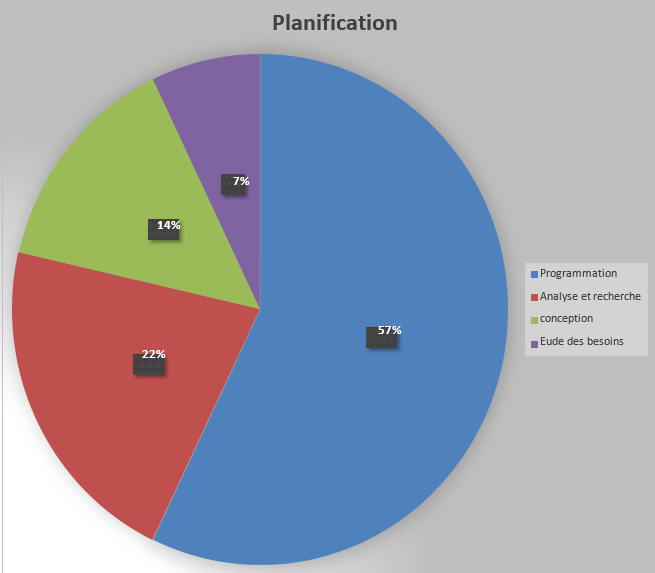 Planification
7%
14%
57%
22%
Programmation
Analyse et recherche
conception
Eude des besoins